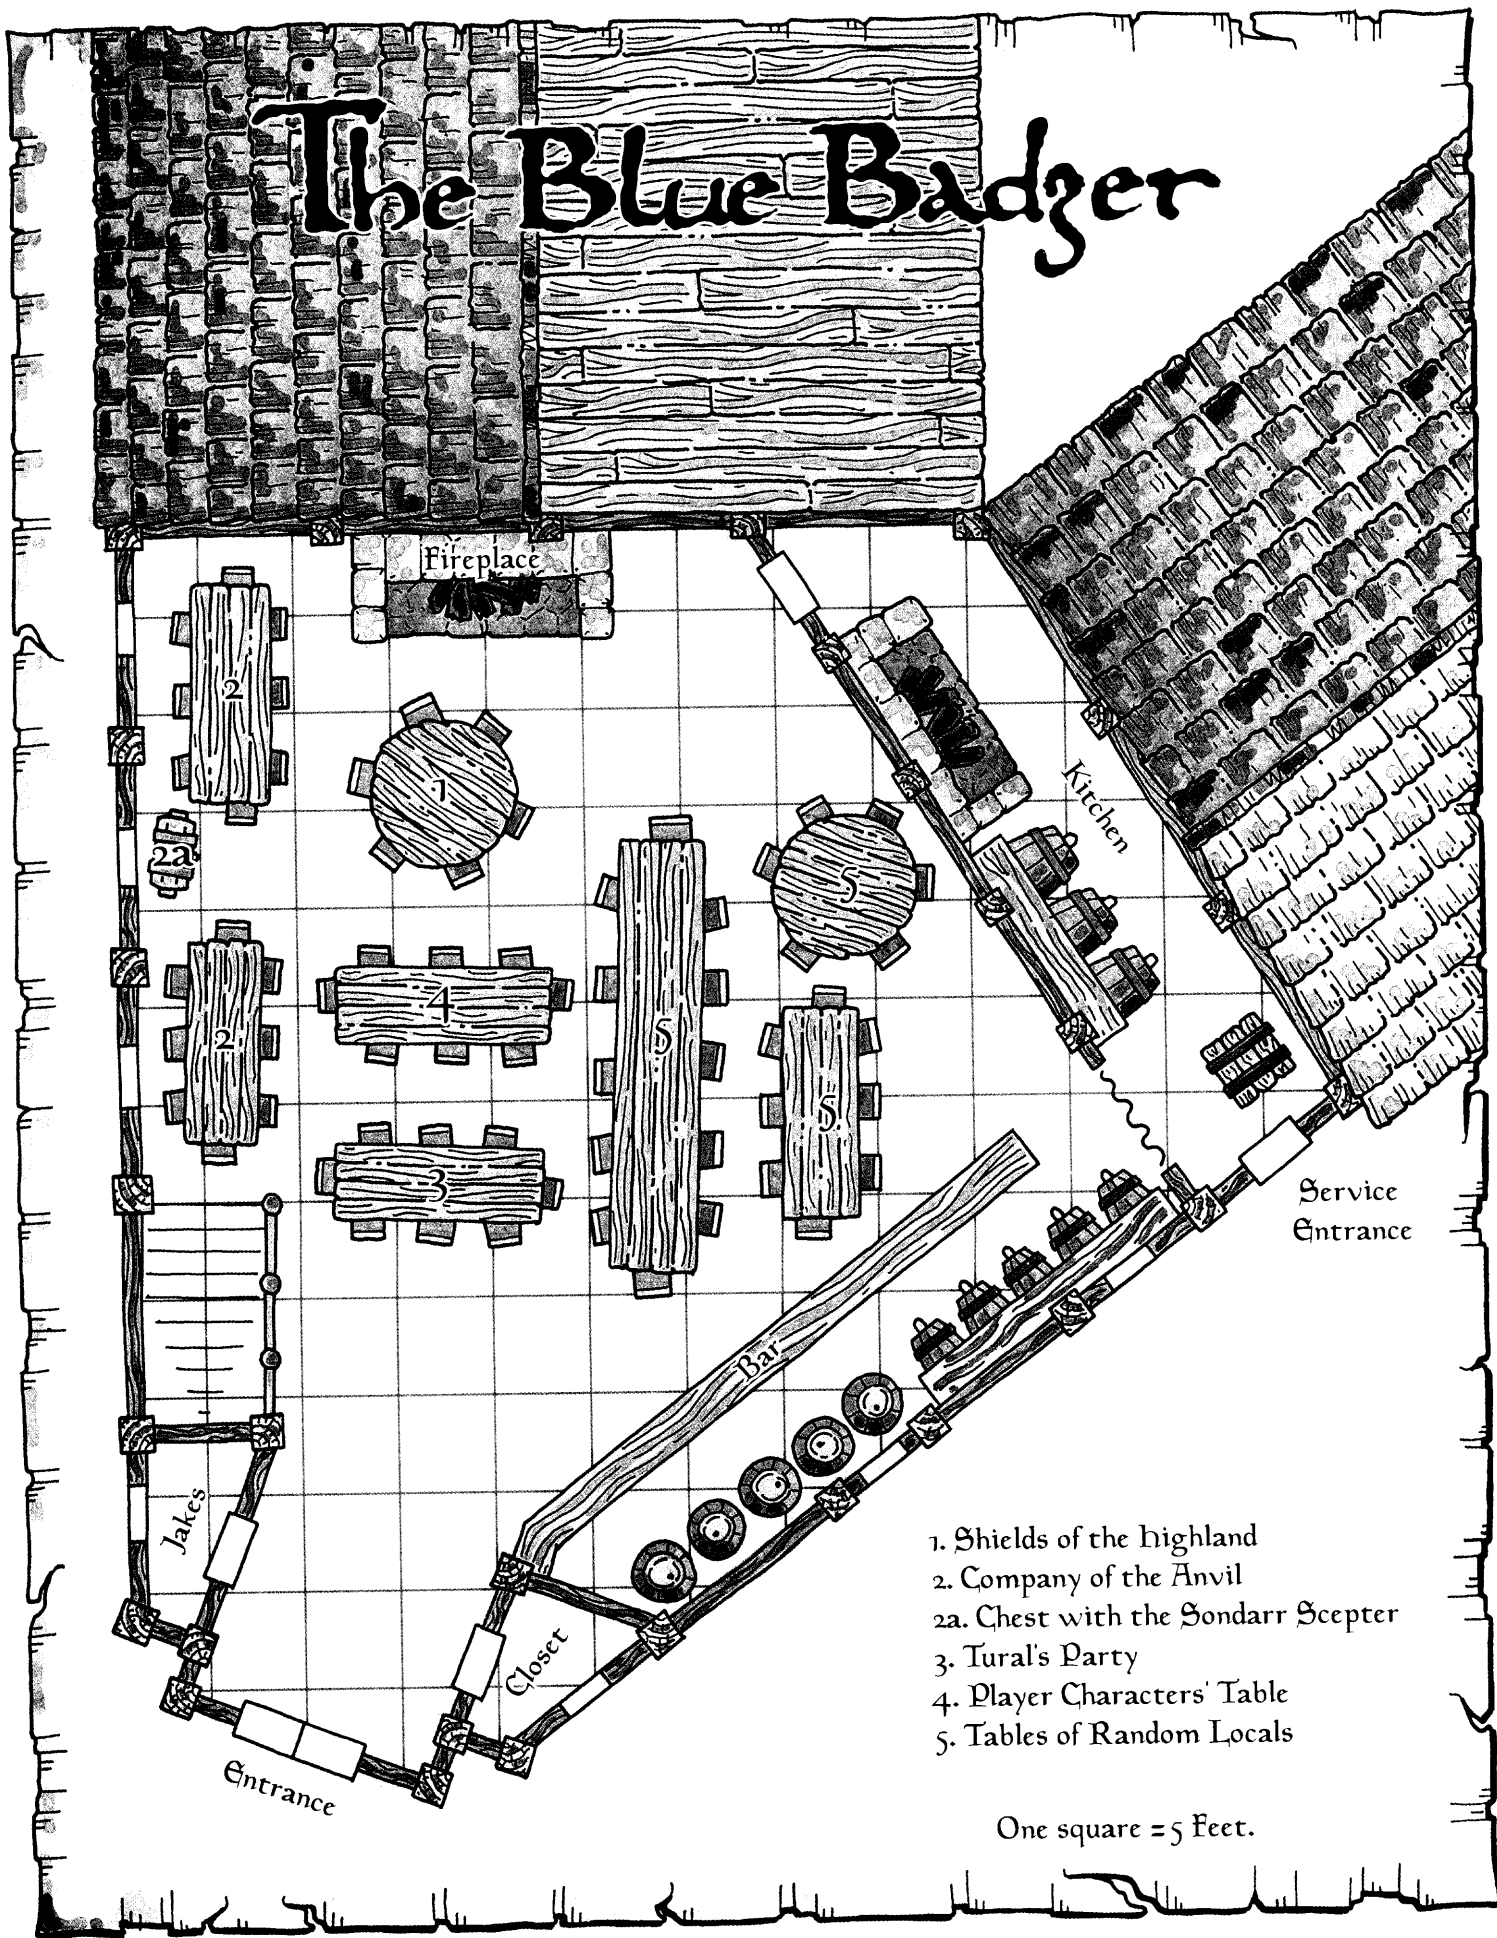 The Blue Badger
Fireplace
2
1
Kitchen
2a
5
4
2
5
5
3
Service
Entrance
Bar
Jakes
Closet
Entrance
1. Shields of the Highland
2. Company of the Anvil
2a. Chest with the Sondarr Scepter
3. Tural's Party
4. Player Characters' Table
5. Tables of Random Locals
One square = 5 Feet.